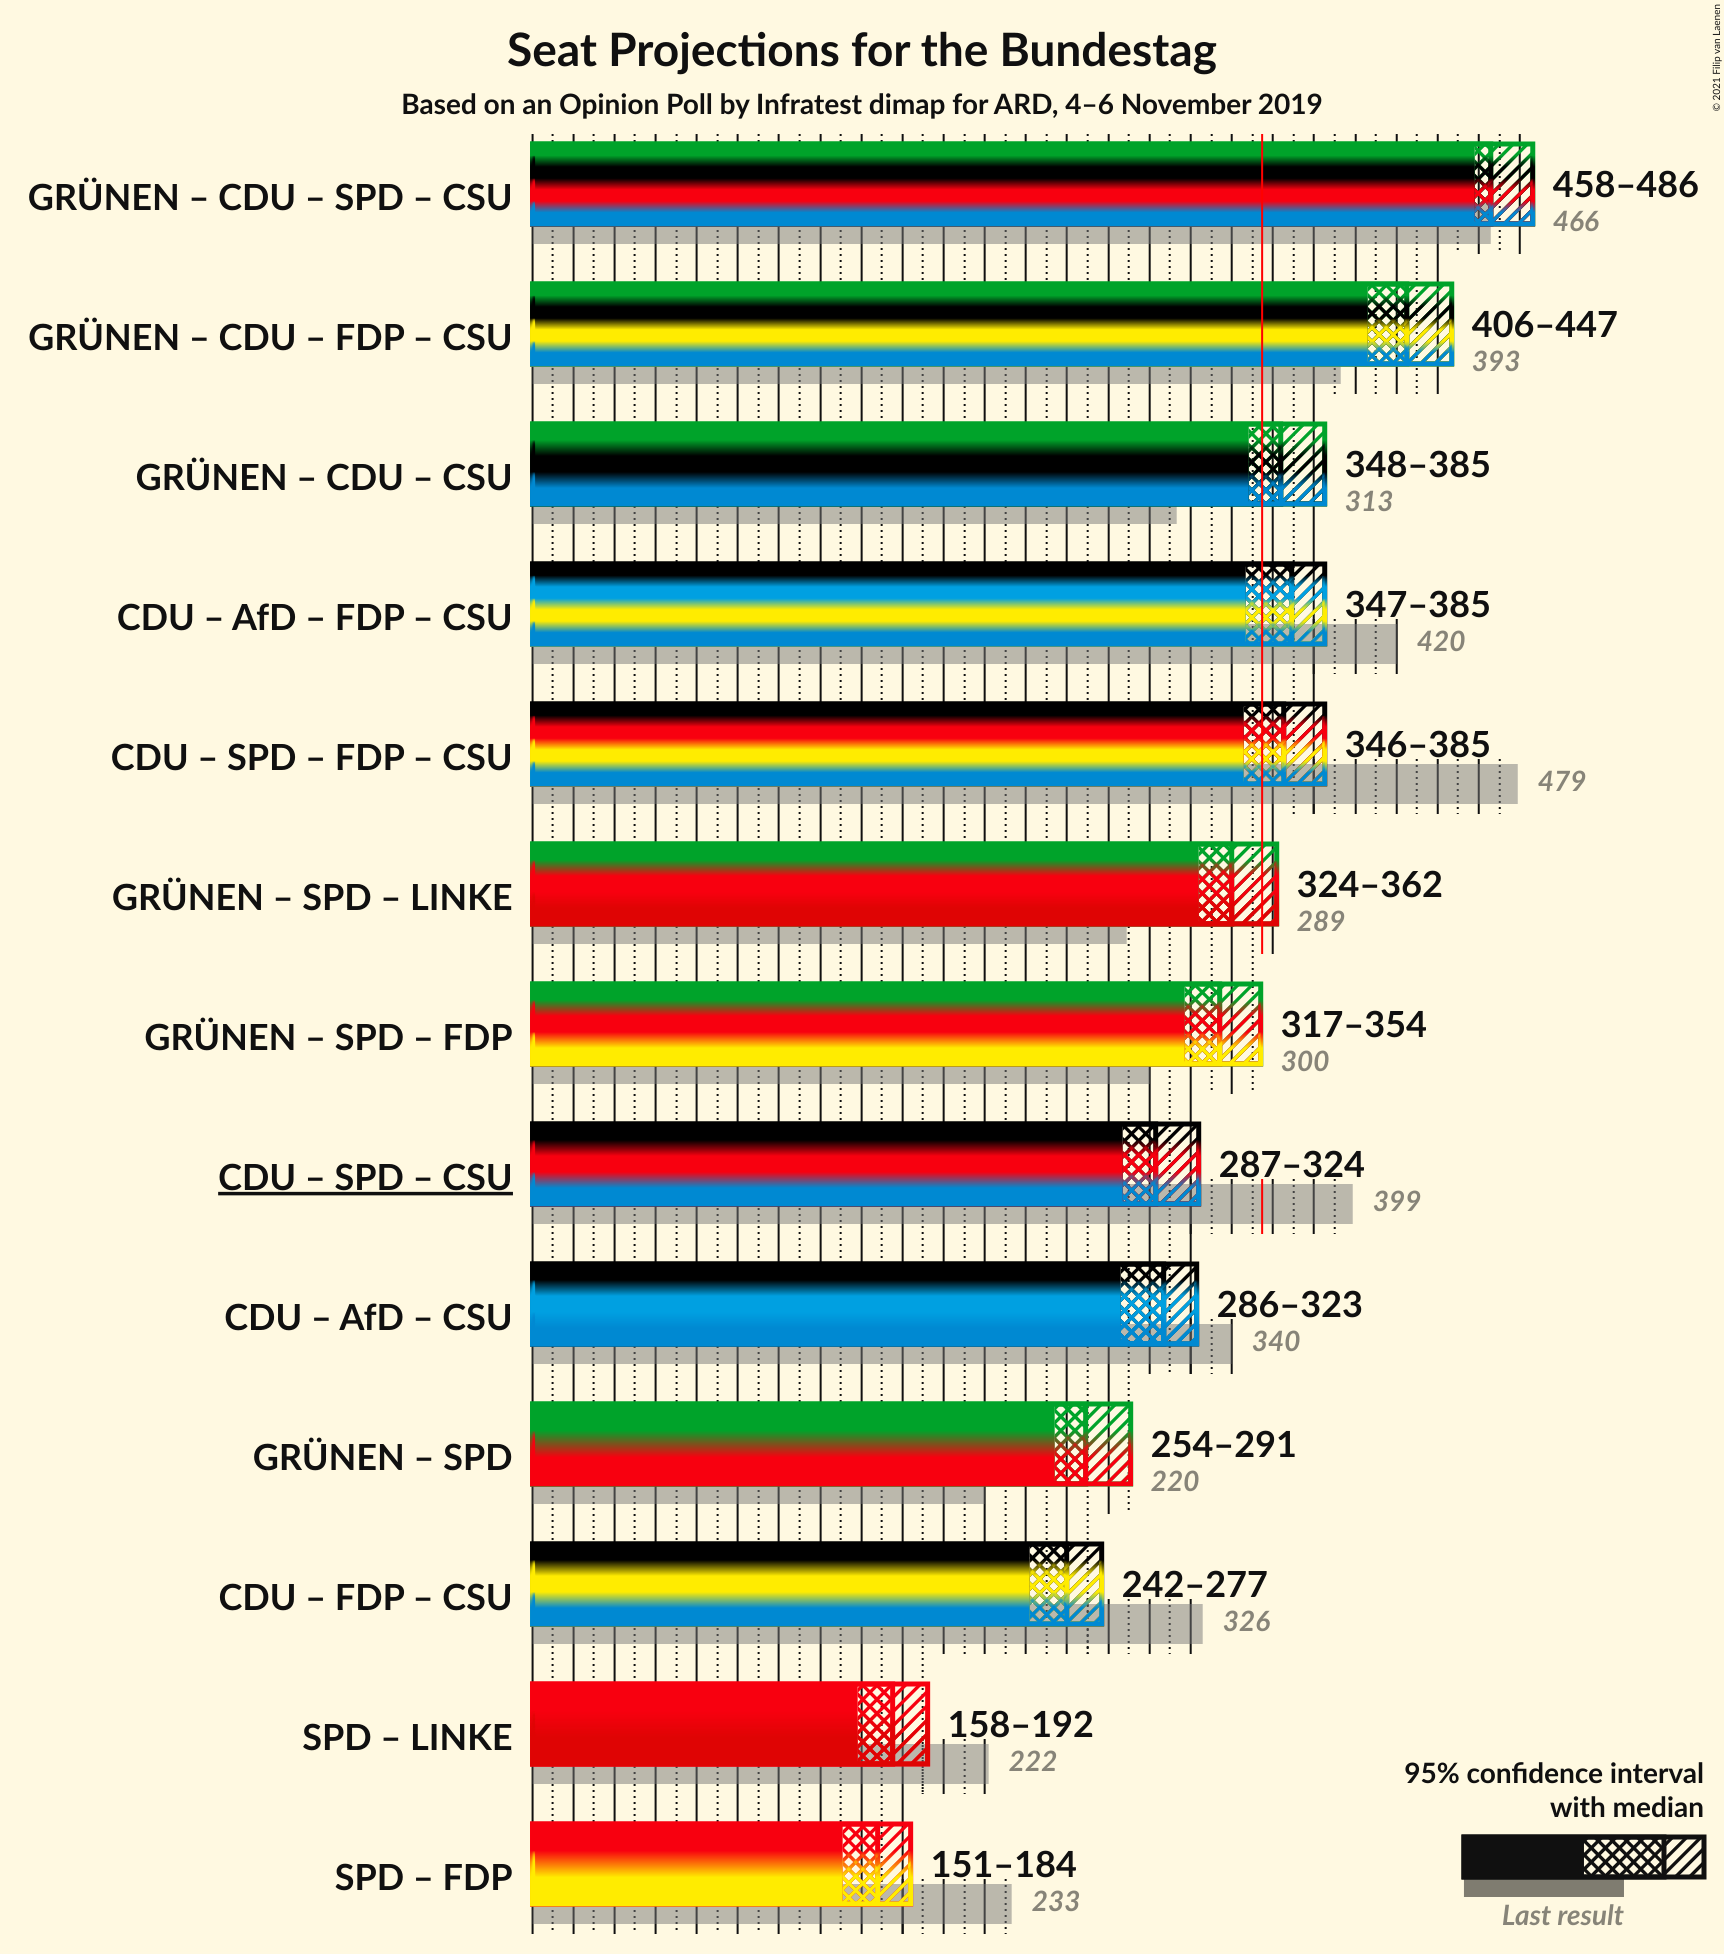 Seat Projections for the Bundestag
Based on an Opinion Poll by Infratest dimap for ARD, 4–6 November 2019
© 2021 Filip van Laenen
GRÜNEN – CDU – SPD – CSU
458–486
466
GRÜNEN – CDU – FDP – CSU
406–447
393
GRÜNEN – CDU – CSU
348–385
313
CDU – AfD – FDP – CSU
347–385
420
CDU – SPD – FDP – CSU
346–385
479
GRÜNEN – SPD – LINKE
324–362
289
GRÜNEN – SPD – FDP
317–354
300
CDU – SPD – CSU
287–324
399
CDU – AfD – CSU
286–323
340
GRÜNEN – SPD
254–291
220
CDU – FDP – CSU
242–277
326
SPD – LINKE
158–192
222
SPD – FDP
151–184
233
95% confidence interval
with median
Last result